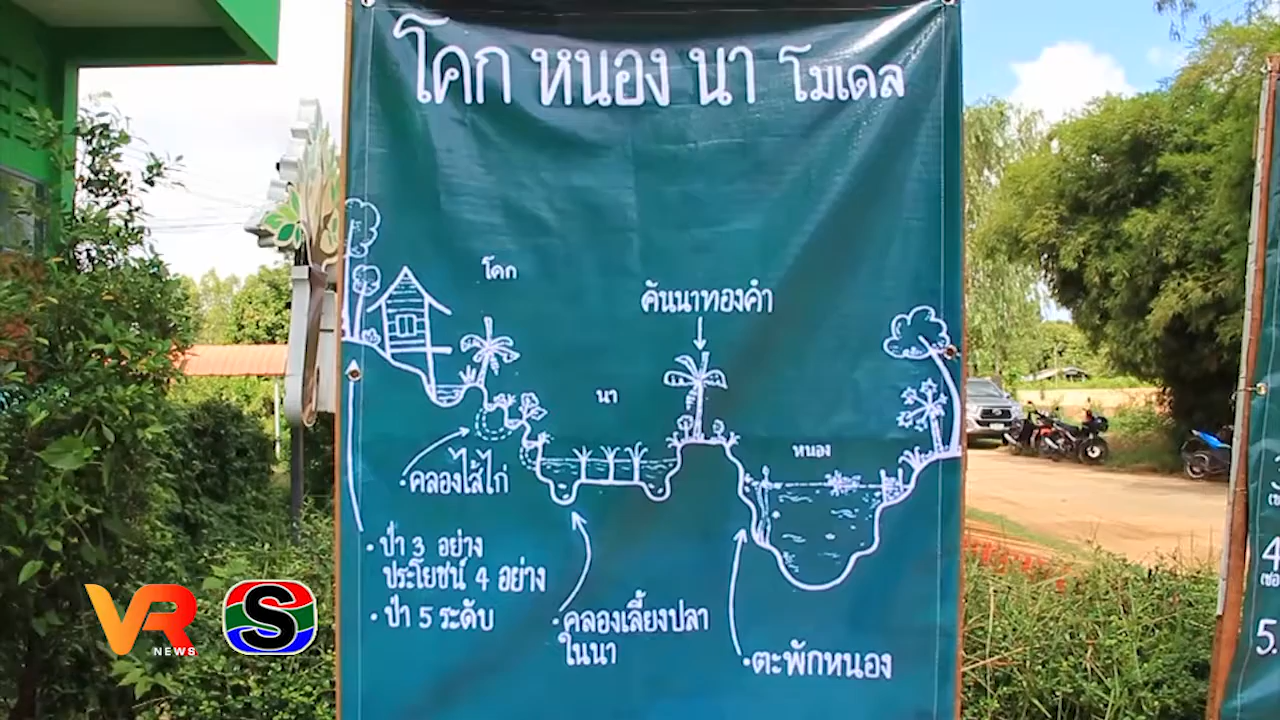 โคก หนอง นา โมเดล
โคก
คันนาทองคำ
นา
หนอง
·คลองไส้ไก่
·ป่า 3 อย่าง
ประโยชน์ 4 อย่าง
·ป่า 5 ระดับ
·คลองเลี้ยงปลา
ในนา
·ตะพักหนอง
4
5.
VR
NEWS
S